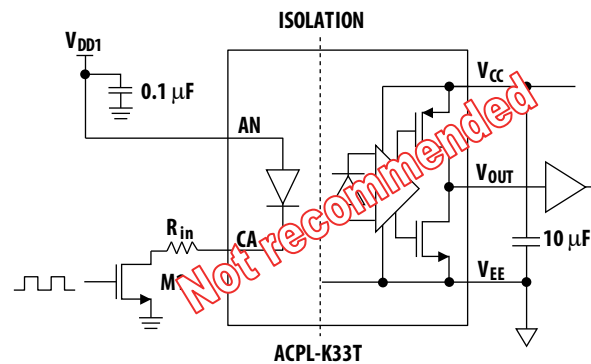 ISOLATION
VDD1
0.1 µF
AN
VCC
VOUT
Rin
CA
10 µF
VEE
Not recommended
ACPL-K33T